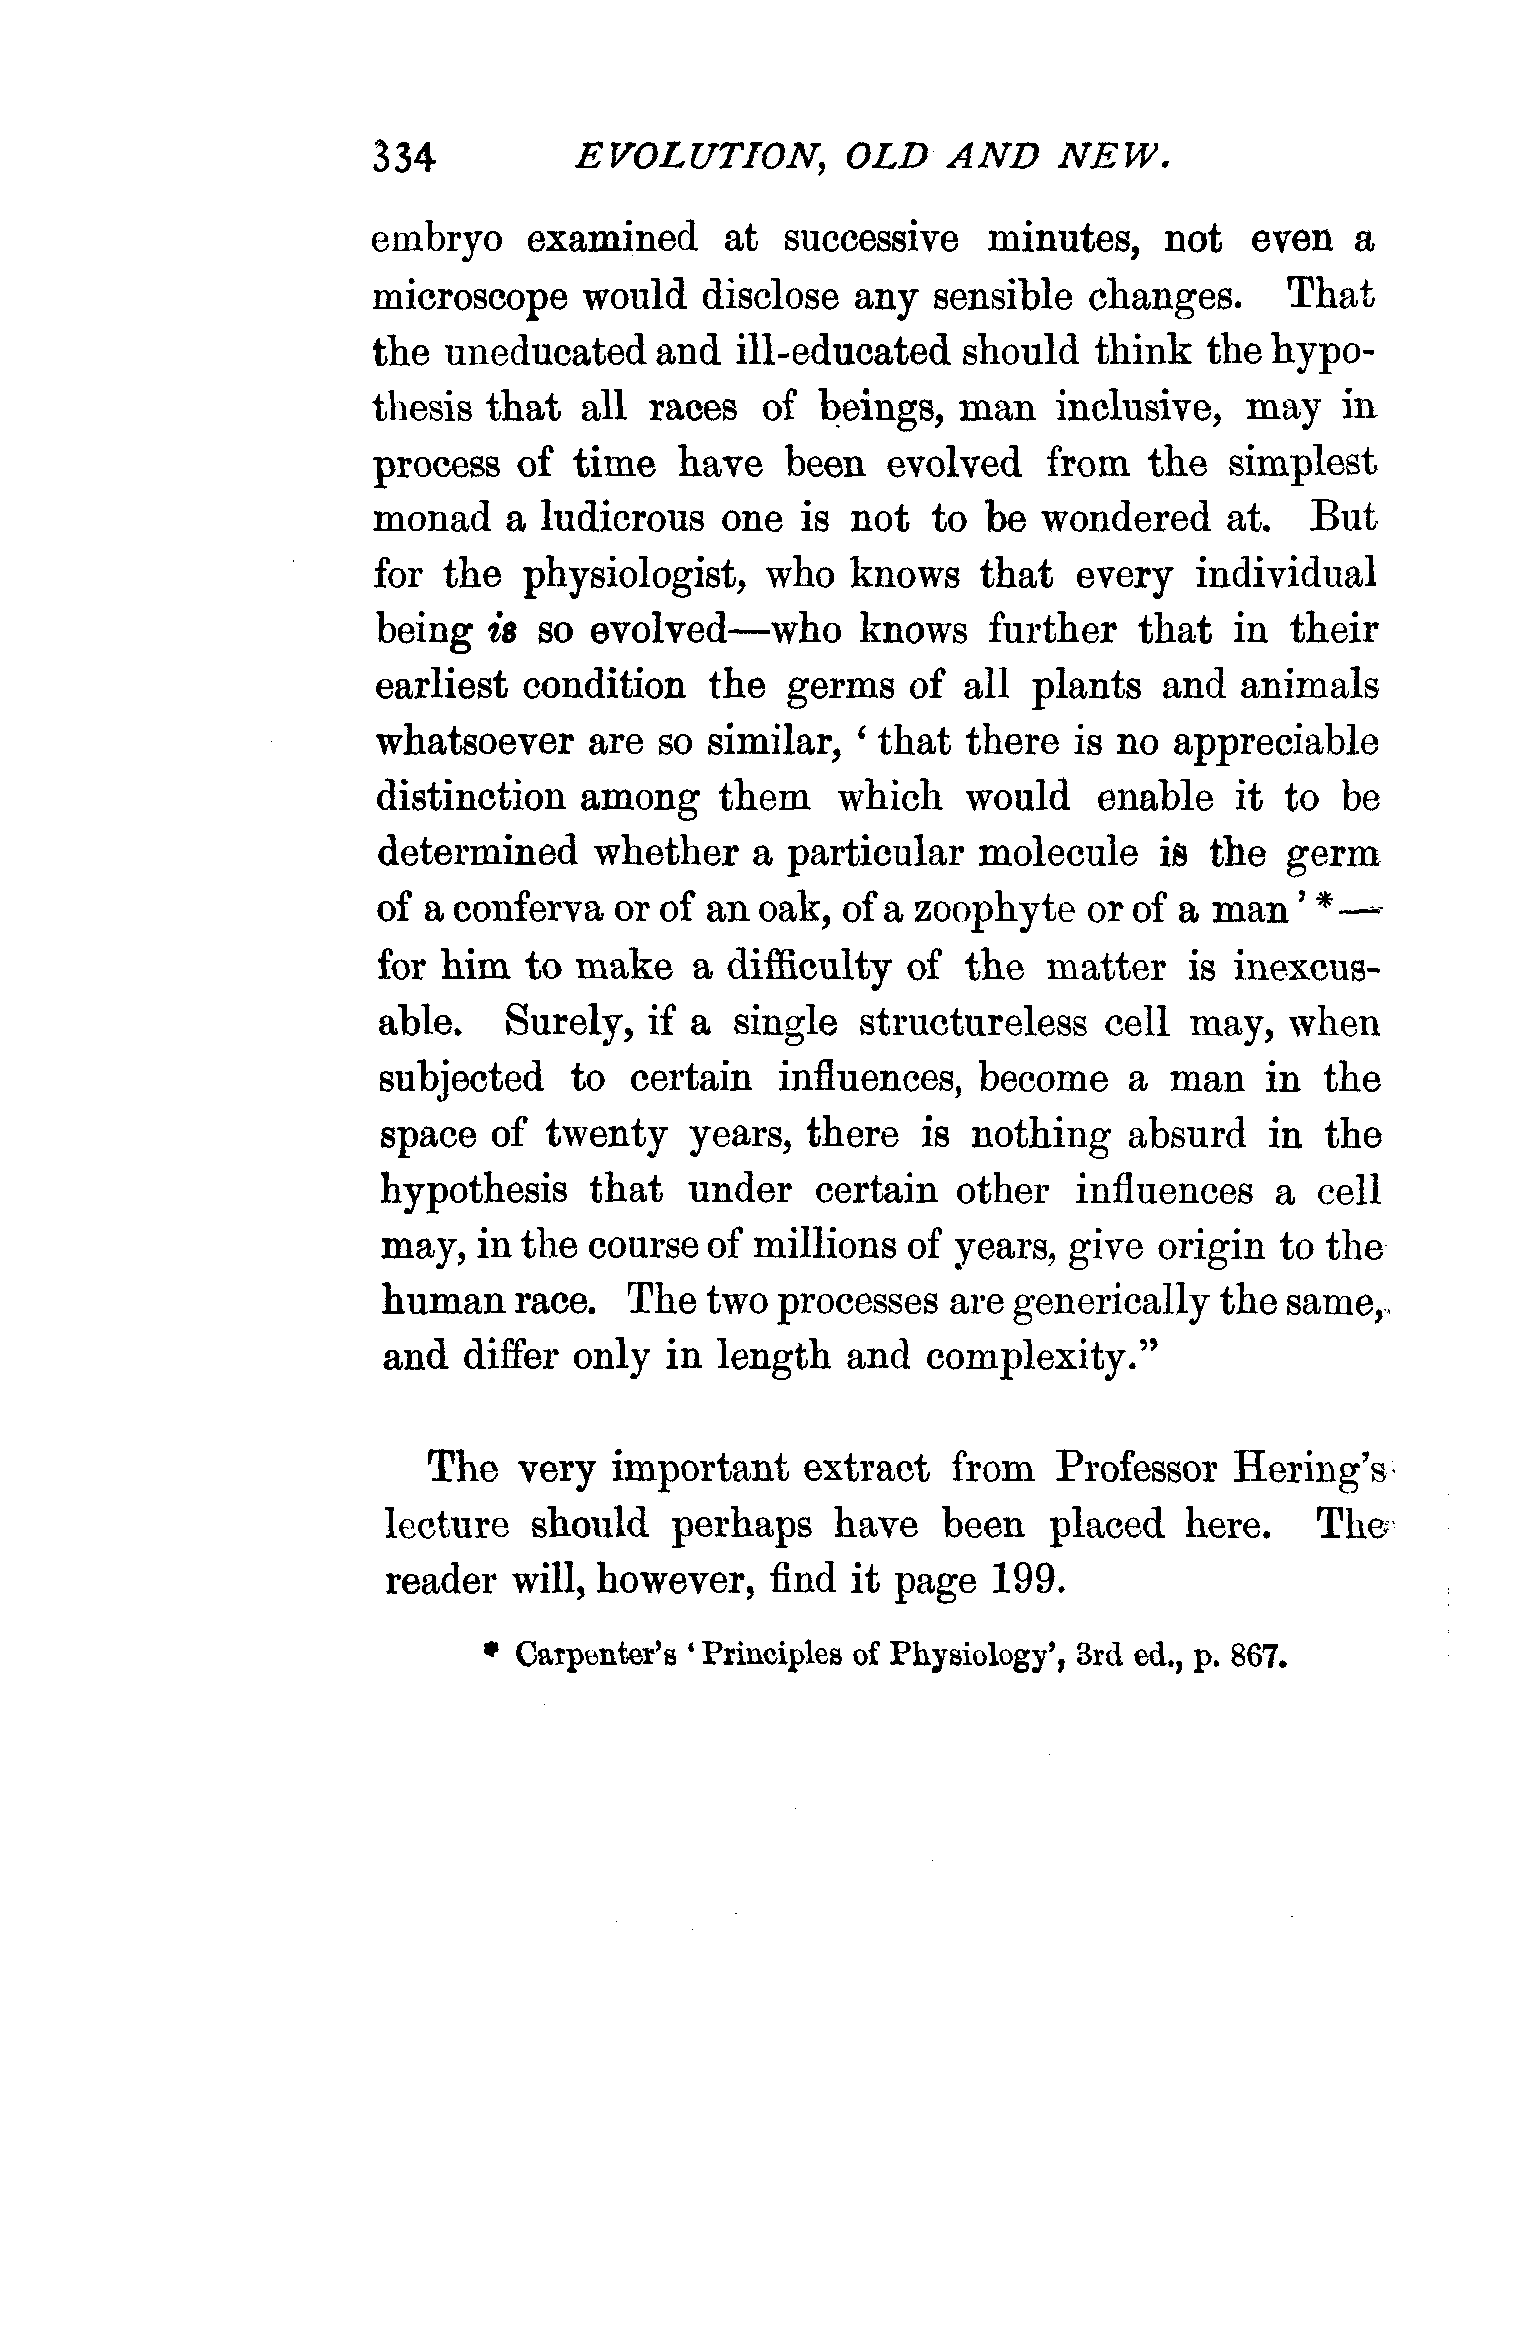 334 EVOLUTION, OLD AND NEW.
embryo examined at successive minutes, not even a
microscope would disclose any sensible changes. That
the uneducated and ill-educated should think the hypo-
thesis that all races of beings, man inclusive, may in
process of time have been evolved from the simplest
monad a ludicrous one is not to be wondered at. But
for the physiologist, who knows that every individual
being is so evolved—who knows further that in their
earliest condition the germs of all plants and animals
whatsoever are so similar, ‘ that there is no appreciable
distinction among them which would enable it to be
determined whether a particular molecule is the germ
of a conferva or of an oak, of a zoophyte or of a man ’ *—
for him to make a difficulty of the matter is inexcus-
able. Surely, if a single structureless cell may, when
subjected to certain influences, become a man in the
space of twenty years, there is nothing absurd in the
hypothesis that under certain other influences a cell
may, in the course of millions of years, give origin to the
human race. The two processes are generically the same,
and differ only in length and complexity.”
The very important extract from Professor Hering’s
lecture should perhaps have been placed here. The
reader will, however, find it page 199.
* Carpenter’s ‘ Principles of Physiology’, 3rd ed., p. 867.